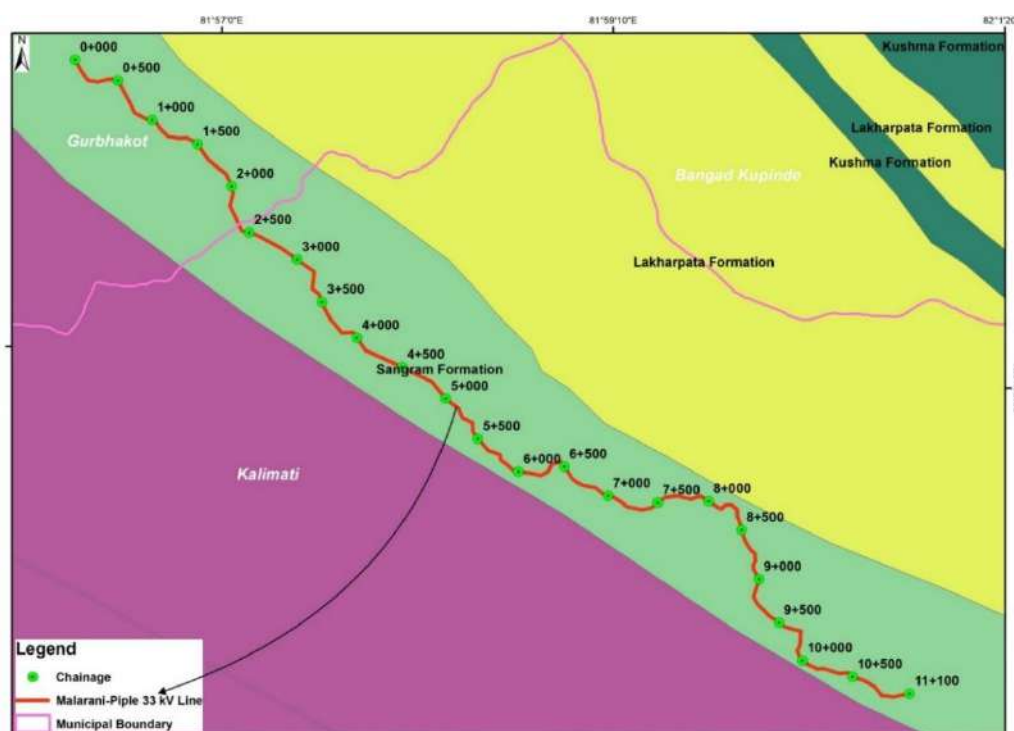 81°57'0"E
81°59'10"E
82°1'20
N
0+000
Kushma Formation
0+500
1+000
Lakharpata Formation
Gurbhakot
1+500
Kushma Formation
Bangad Kupinde
2+000
2+500
3+000
Lakharpata Formation
3+500
4+000
4+500
Sangram Formation
5+000
5+500
6+000
6+500
Kalimati
7+000
7+500
8+000
8+500
9+000
9+500
10+000
10+500
11+100
Legend
Chainage
Malarani-Piple 33 kV Line
Municipal Boundary